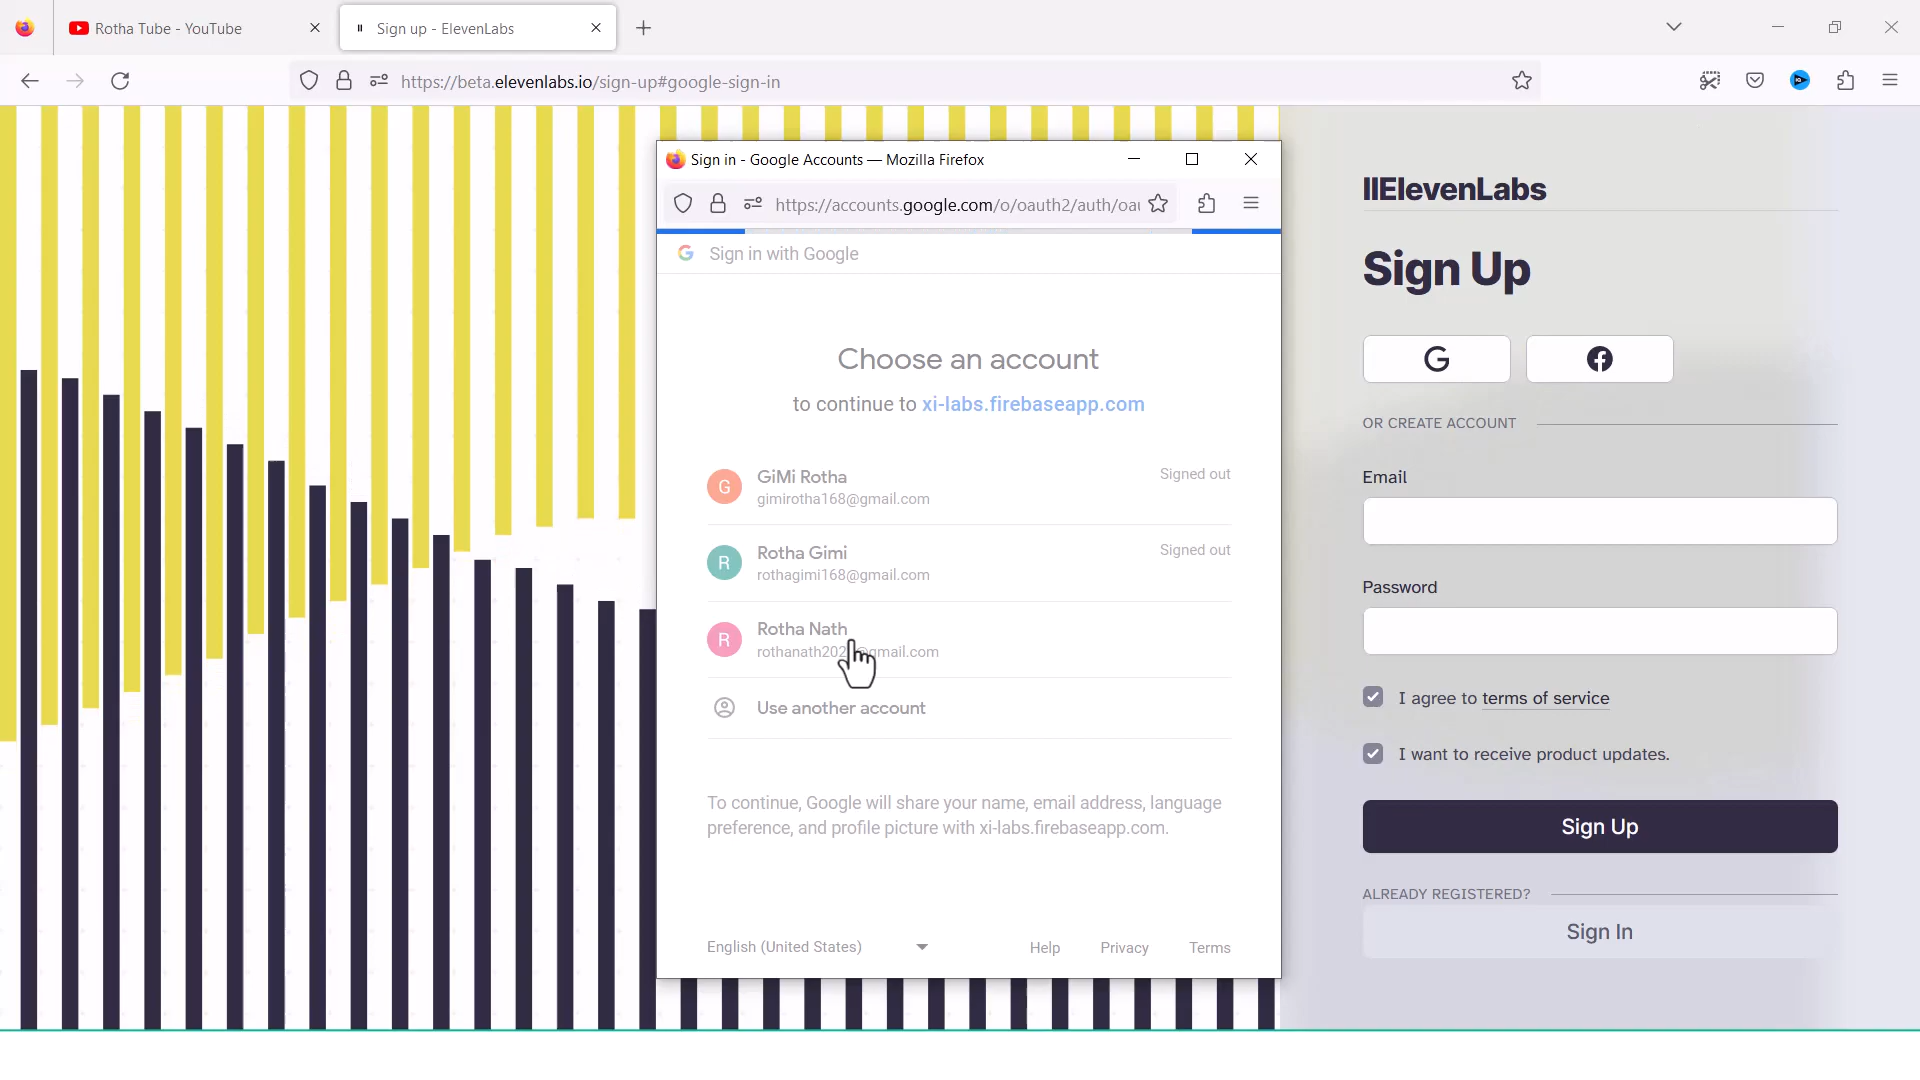 Rotha Tube - YouTube
Sign up - ElevenLabs
https://beta.elevenlabs.io/sign-up#google-sign-in
Sign in - Google Accounts — Mozilla Firefox
https://accounts.google.com/o/oauth2/auth/oau
Sign in with Google
Choose an account
to continue to xi-labs.firebaseapp.com
G
GiMi Rotha
Signed out
gimirotha168@gmail.com
R
Rotha Gimi
Signed out
rothagimi168@gmail.com
R
Rotha Nath
Use another account
To continue, Google will share your name, email address, language
preference, and profile picture with xi-labs.firebaseapp.com.
English (United States)
Help
Privacy
Terms
IIElevenLabs
Sign Up
OR CREATE ACCOUNT
Email
Password
I agree to terms of service
I want to receive product updates.
Sign Up
ALREADY REGISTERED?
Sign In